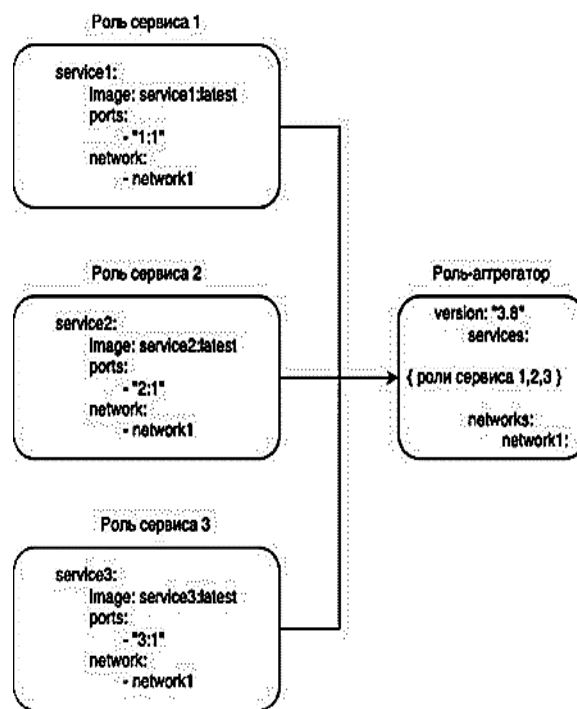 Роль сервиса 1
service1:
Image: service1:latest
ports:
- "1:1"
network:
- network1
Роль сервиса 2
service2:
Image: service2:latest
ports:
- "2:1"
network:
- network1
Роль-аггрегатор
version: "3.8"
services:
{ роли сервиса 1,2,3 }
networks:
network1:
Роль сервиса 3
service3:
Image: service3:latest
ports:
- "3:1"
network:
- network1